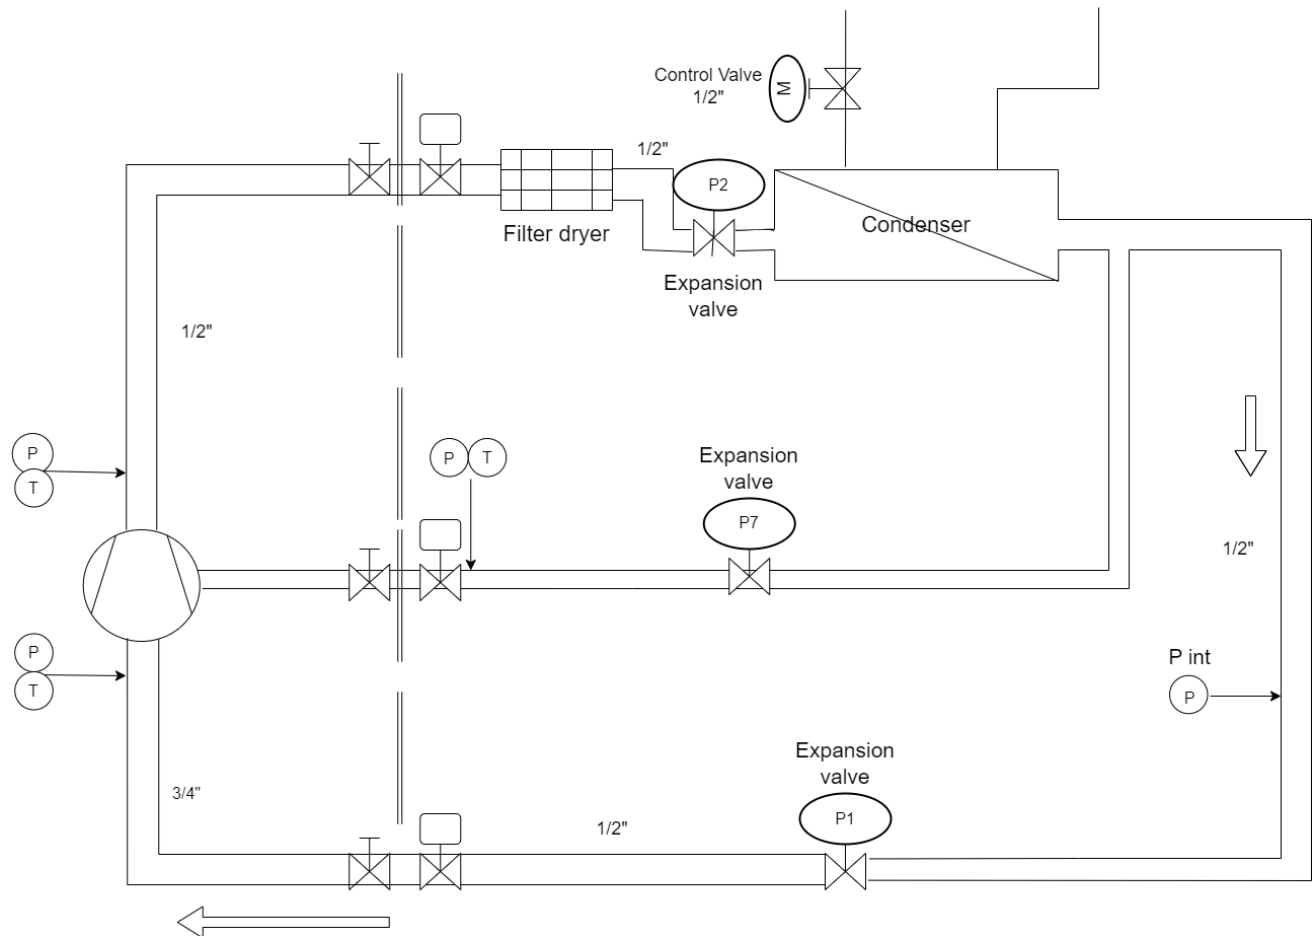 Control Valve
1/2"
M
1/2"
P2
Condenser
Filter dryer
Expansion
valve
1/2"
P
T
P
T
Expansion
valve
P7
1/2"
P
T
P int
P
Expansion
valve
P1
3/4"
1/2"